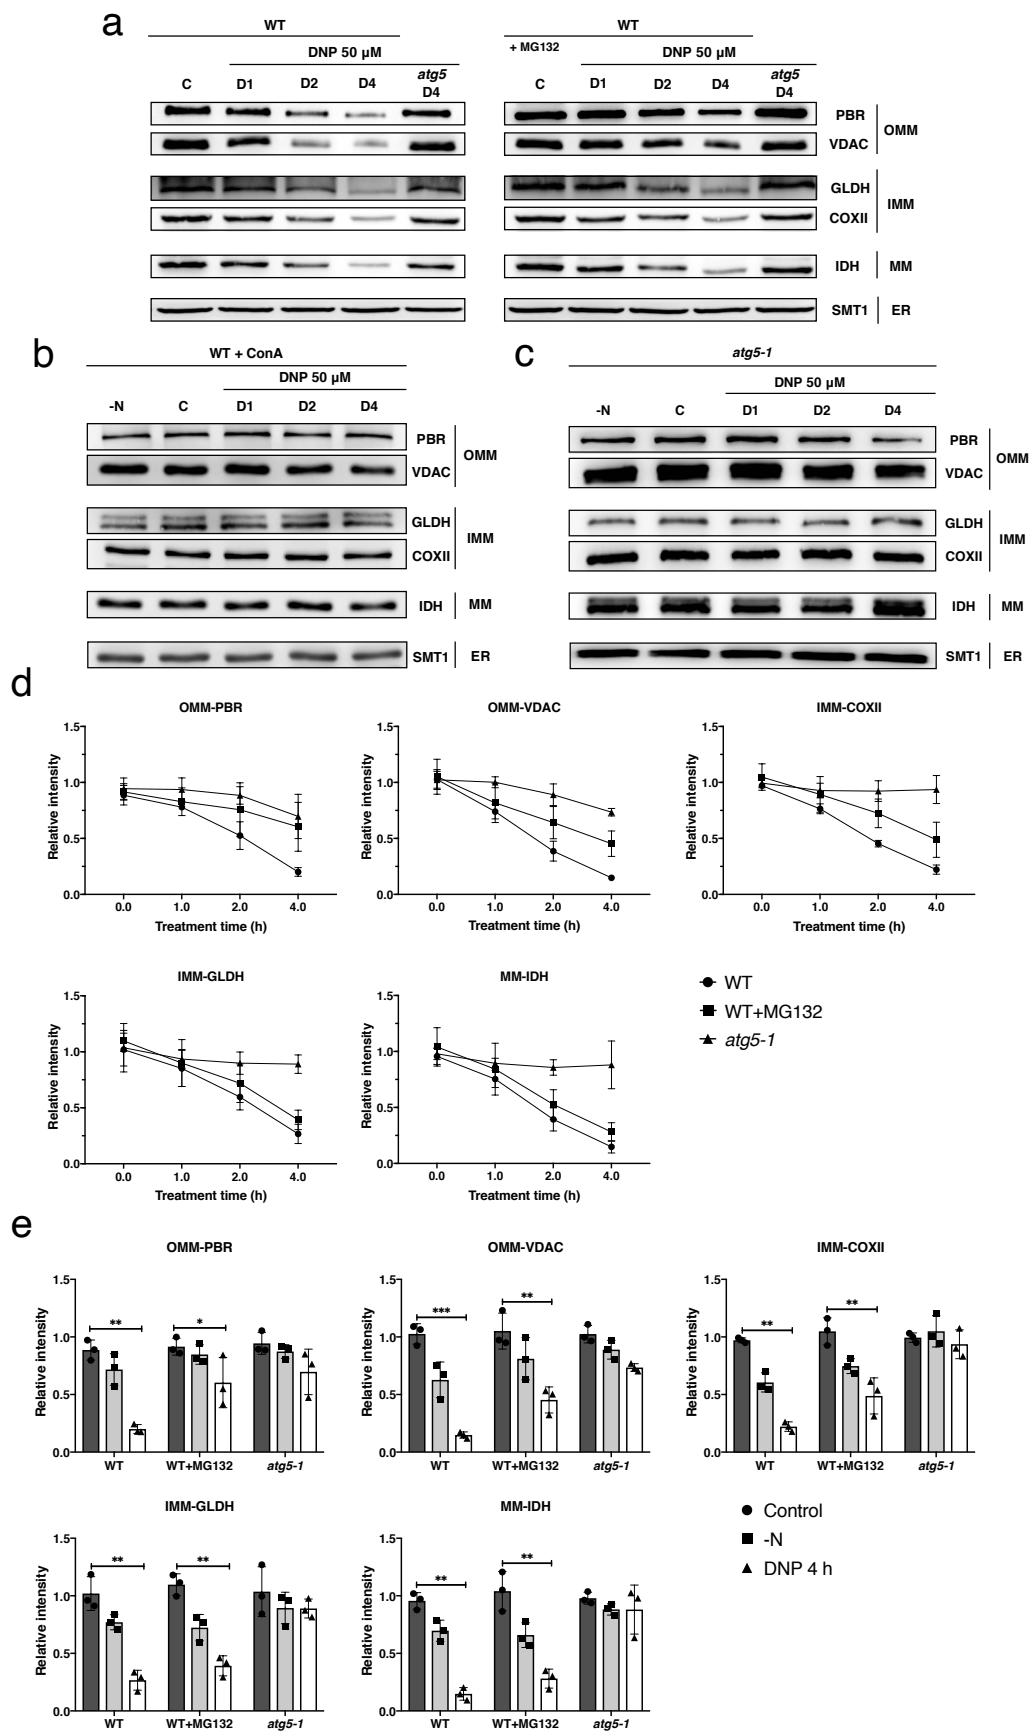 a
WT
DNP 50 µM
C D1 D2 D4 atg5 D4
WT
+ MG132
DNP 50 µM
C D1 D2 D4 atg5 D4
PBR
VDAC
OMM
GLDH
COXII
IMM
IDH MM
SMT1 ER
b
WT + ConA
DNP 50 µM
-N C D1 D2 D4
PBR
VDAC
OMM
GLDH
COXII
IMM
IDH MM
SMT1 ER
c
atg5-1
DNP 50 µM
-N C D1 D2 D4
PBR
VDAC
OMM
GLDH
COXII
IMM
IDH MM
SMT1 ER
d
OMM-PBR
Relative intensity
1.5
1.0
0.5
0.0
0.0 1.0 2.0 4.0
Treatment time (h)
OMM-VDAC
Relative intensity
1.5
1.0
0.5
0.0
0.0 1.0 2.0 4.0
Treatment time (h)
IMM-COXII
Relative intensity
1.5
1.0
0.5
0.0
0.0 1.0 2.0 4.0
Treatment time (h)
IMM-GLDH
Relative intensity
1.5
1.0
0.5
0.0
0.0 1.0 2.0 4.0
Treatment time (h)
MM-IDH
Relative intensity
1.5
1.0
0.5
0.0
0.0 1.0 2.0 4.0
Treatment time (h)
WT
WT+MG132
atg5-1
e
OMM-PBR
Relative intensity
1.5
1.0
0.5
0.0
** *
WT WT+MG132 atg5-1
OMM-VDAC
Relative intensity
1.5
1.0
0.5
0.0
*** **
WT WT+MG132 atg5-1
IMM-COXII
Relative intensity
1.5
1.0
0.5
0.0
** **
WT WT+MG132 atg5-1
IMM-GLDH
Relative intensity
1.5
1.0
0.5
0.0
** **
WT WT+MG132 atg5-1
MM-IDH
Relative intensity
1.5
1.0
0.5
0.0
** **
WT WT+MG132 atg5-1
Control
-N
DNP 4 h